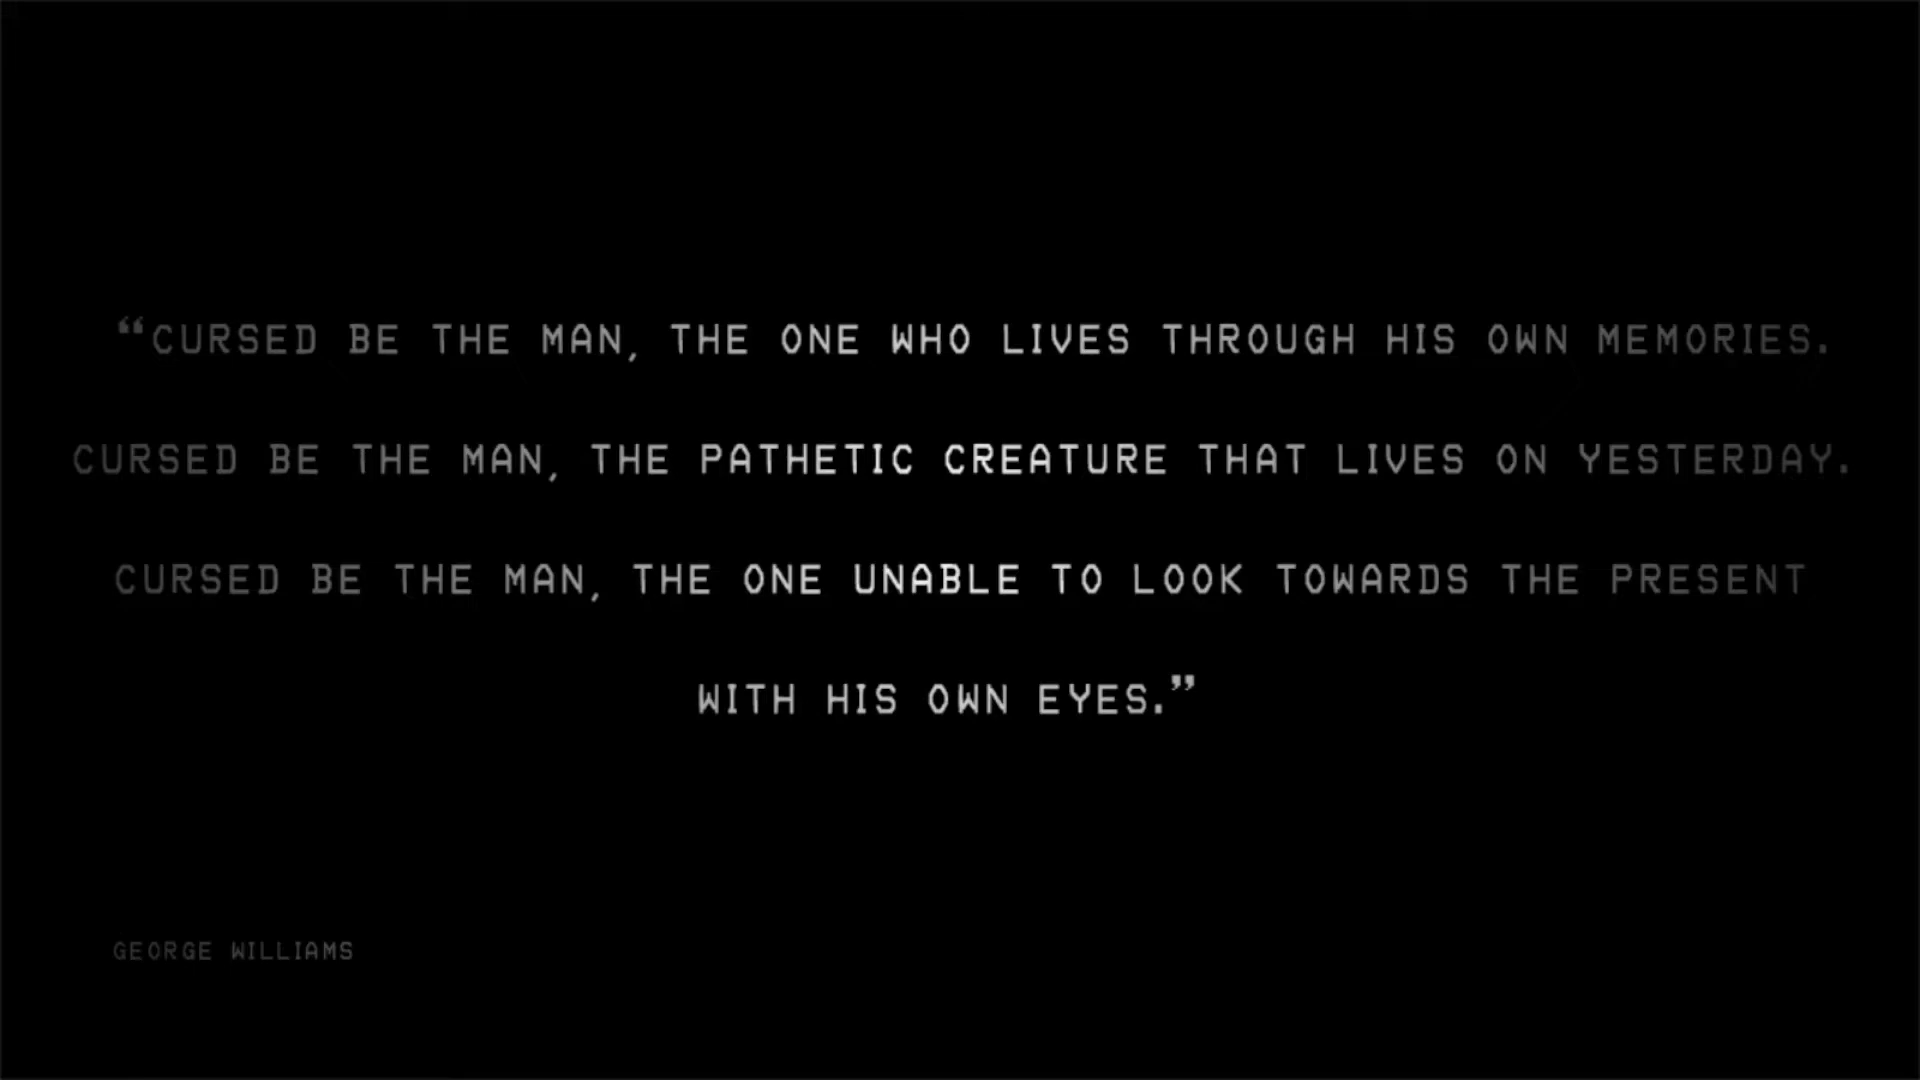 “CURSED BE THE MAN, THE ONE WHO LIVES THROUGH HIS OWN MEMORIES.
CURSED BE THE MAN, THE PATHETIC CREATURE THAT LIVES ON YESTERDAY.
CURSED BE THE MAN, THE ONE UNABLE TO LOOK TOWARDS THE PRESENT
WITH HIS OWN EYES.”
GEORGE WILLIAMS